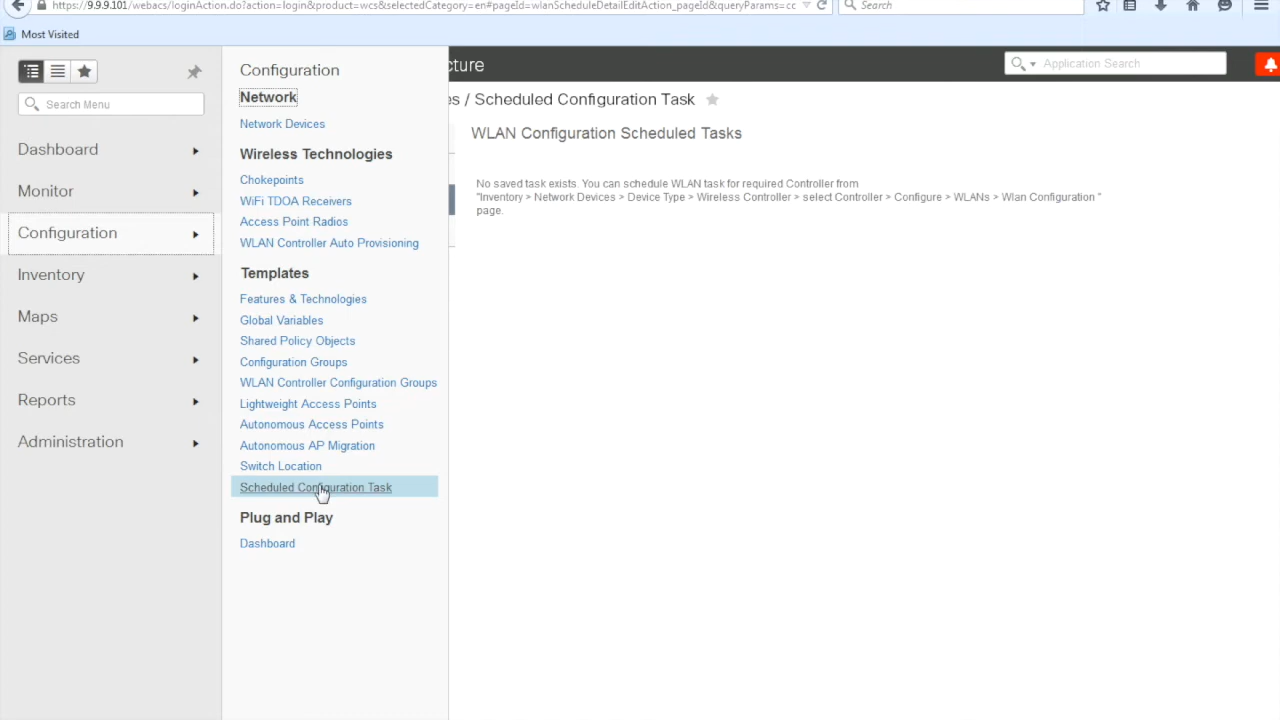 https://9.9.9.101/webacs/loginAction.do?action=login&product=wcs&selectedCategory=en#pageId=wlanScheduleDetailEditAction_pageId&queryParams=cc
Search
Most Visited
Search Menu
Dashboard
Monitor
Configuration
Inventory
Maps
Services
Reports
Administration
Configuration
Network
Network Devices
Wireless Technologies
Chokepoints
WiFi TDOA Receivers
Access Point Radios
WLAN Controller Auto Provisioning
Templates
Features & Technologies
Global Variables
Shared Policy Objects
Configuration Groups
WLAN Controller Configuration Groups
Lightweight Access Points
Autonomous Access Points
Autonomous AP Migration
Switch Location
Scheduled Configuration Task
Plug and Play
Dashboard
cture
Application Search
es / Scheduled Configuration Task
WLAN Configuration Scheduled Tasks
No saved task exists. You can schedule WLAN task for required Controller from
"Inventory > Network Devices > Device Type > Wireless Controller > select Controller > Configure > WLANs > Wlan Configuration "
page.